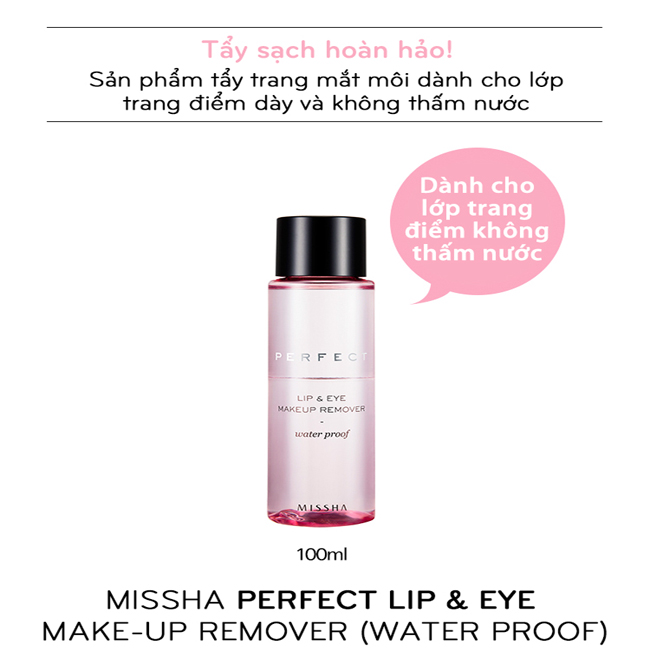 Tẩy sạch hoàn hảo!
Sản phẩm tẩy trang mắt môi dành cho lớp
trang điểm dày và không thấm nước
Dành cho
lớp trang
điểm không
thấm nước
PERFECT
LIP & EYE
MAKEUP REMOVER
-
water proof
MISSHA
100ml
MISSHA PERFECT LIP & EYE
MAKE-UP REMOVER (WATER PROOF)